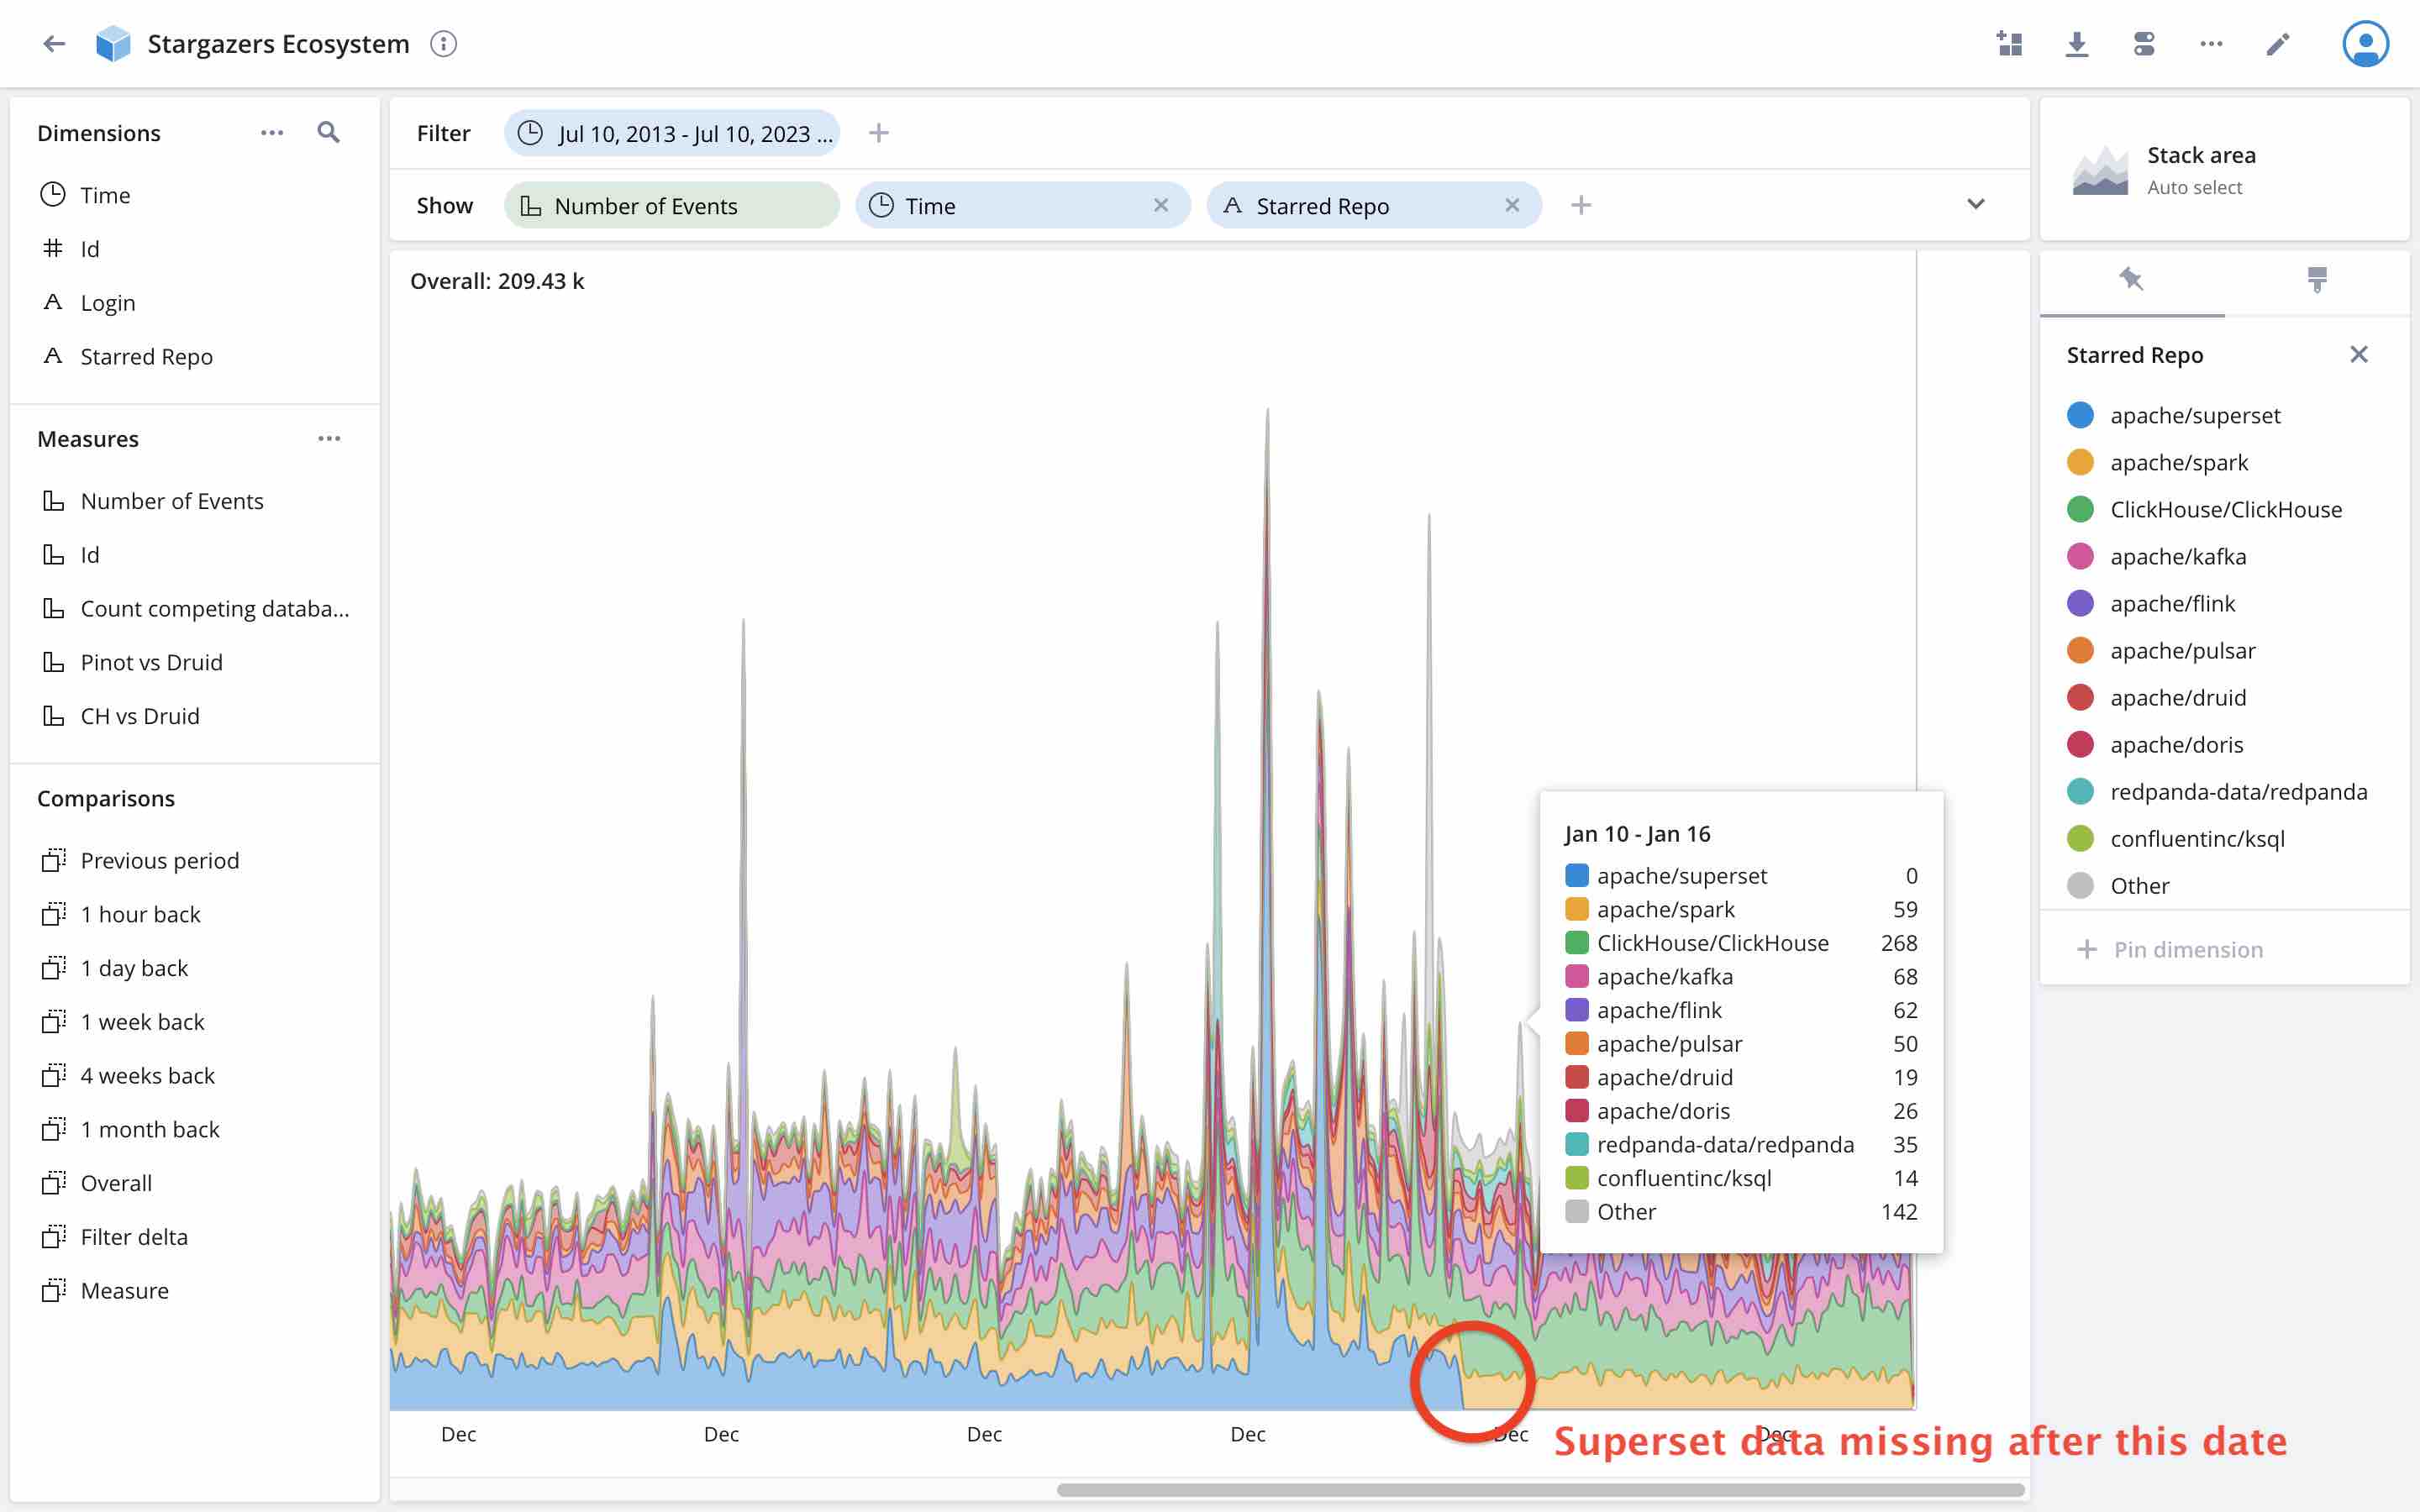 Stargazers Ecosystem
Dimensions
Time
Id
Login
Starred Repo
Measures
Number of Events
Id
Count competing databa...
Pinot vs Druid
CH vs Druid
Comparisons
Previous period
1 hour back
1 day back
1 week back
4 weeks back
1 month back
Overall
Filter delta
Measure
Filter Jul 10, 2013 - Jul 10, 2023 ...
Show Number of Events Time Starred Repo
Overall: 209.43 k
Jan 10 - Jan 16
apache/superset 0
apache/spark 59
ClickHouse/ClickHouse 268
apache/kafka 68
apache/flink 62
apache/pulsar 50
apache/druid 19
apache/doris 26
redpanda-data/redpanda 35
confluentinc/ksql 14
Other 142
Dec Dec Dec Dec Dec Dec
Superset data missing after this date
Stack area
Auto select
Starred Repo
apache/superset
apache/spark
ClickHouse/ClickHouse
apache/kafka
apache/flink
apache/pulsar
apache/druid
apache/doris
redpanda-data/redpanda
confluentinc/ksql
Other
Pin dimension